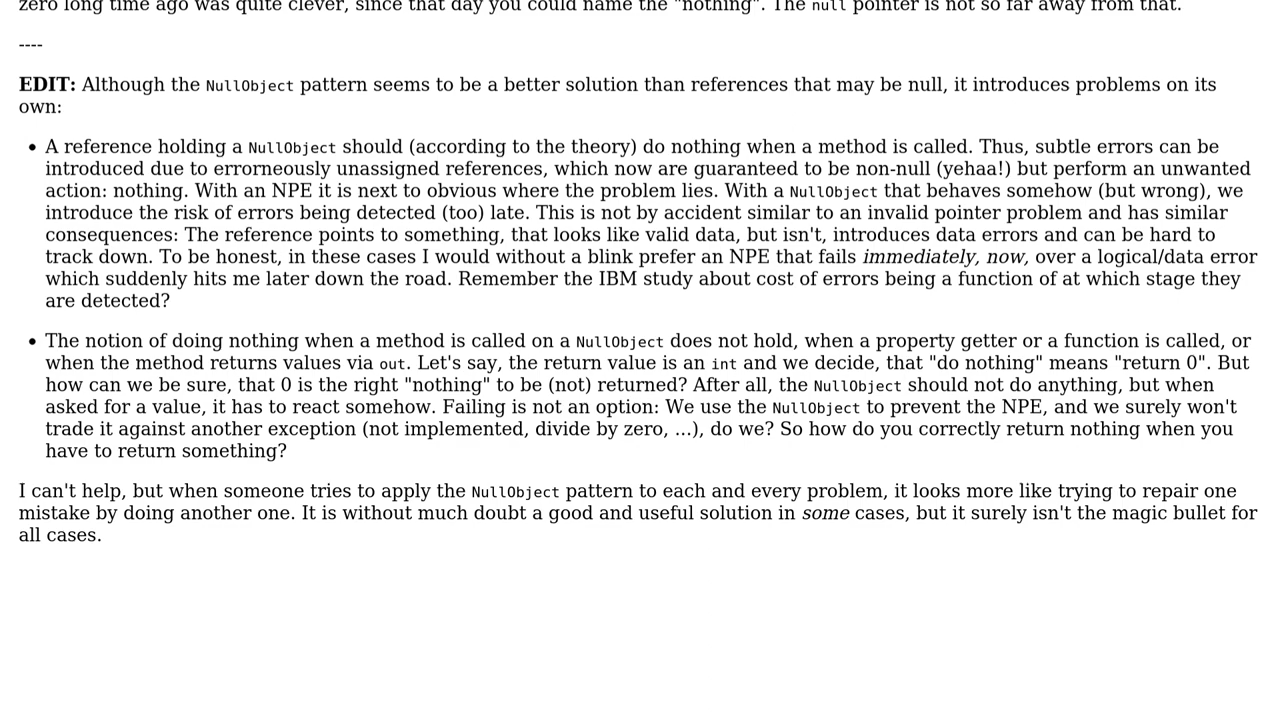 zero long time ago was quite clever, since that day you could name the "nothing". The null pointer is not so far away from that.
----
EDIT: Although the NullObject pattern seems to be a better solution than references that may be null, it introduces problems on its
own:
• A reference holding a NullObject should (according to the theory) do nothing when a method is called. Thus, subtle errors can be
introduced due to errorneously unassigned references, which now are guaranteed to be non-null (yehaa!) but perform an unwanted
action: nothing. With an NPE it is next to obvious where the problem lies. With a NullObject that behaves somehow (but wrong), we
introduce the risk of errors being detected (too) late. This is not by accident similar to an invalid pointer problem and has similar
consequences: The reference points to something, that looks like valid data, but isn't, introduces data errors and can be hard to
track down. To be honest, in these cases I would without a blink prefer an NPE that fails immediately, now, over a logical/data error
which suddenly hits me later down the road. Remember the IBM study about cost of errors being a function of at which stage they
are detected?
• The notion of doing nothing when a method is called on a NullObject does not hold, when a property getter or a function is called, or
when the method returns values via out. Let's say, the return value is an int and we decide, that "do nothing" means "return 0". But
how can we be sure, that 0 is the right "nothing" to be (not) returned? After all, the NullObject should not do anything, but when
asked for a value, it has to react somehow. Failing is not an option: We use the NullObject to prevent the NPE, and we surely won't
trade it against another exception (not implemented, divide by zero, ...), do we? So how do you correctly return nothing when you
have to return something?
I can't help, but when someone tries to apply the NullObject pattern to each and every problem, it looks more like trying to repair one
mistake by doing another one. It is without much doubt a good and useful solution in some cases, but it surely isn't the magic bullet for
all cases.